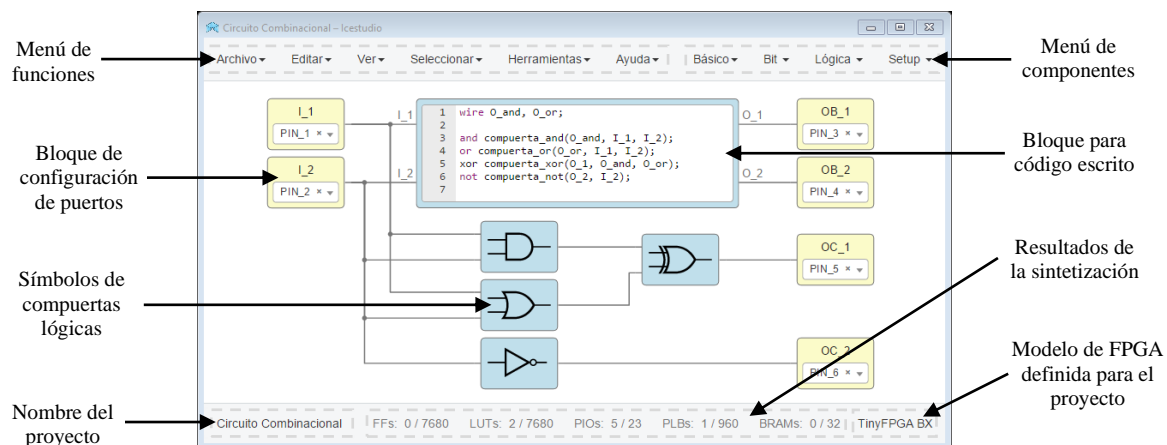 Circuito Combinacional – Icestudio
Menú de
funciones
Archivo Editar Ver Seleccionar Herramientas Ayuda Básico Bit Lógica Setup
Menú de
componentes
I_1
PIN_1 × 
I_2
PIN_2 ×
Bloque de
configuración
de puertos
I_1
I_2
1 wire O_and, O_or;
2
3 and compuerta_and(O_and, I_1, I_2);
4 or compuerta_or(O_or, I_1, I_2);
5 xor compuerta_xor(O_1, O_and, O_or);
6 not compuerta_not(O_2, I_2);
7
O_1
O_2
OB_1
PIN_3 ×
OB_2
PIN_4 ×
Bloque para
código escrito
OC_1
PIN_5 ×
Resultados de
la sintetización
Símbolos de
compuertas
lógicas
OC_2
PIN_6 ×
Modelo de FPGA
definida para el
proyecto
Nombre del
proyecto
Circuito Combinacional FFs: 0 / 7680 LUTs: 2 / 7680 PIOs: 5 / 23 PLBs: 1 / 960 BRAMs: 0 / 32 TinyFPGA BX